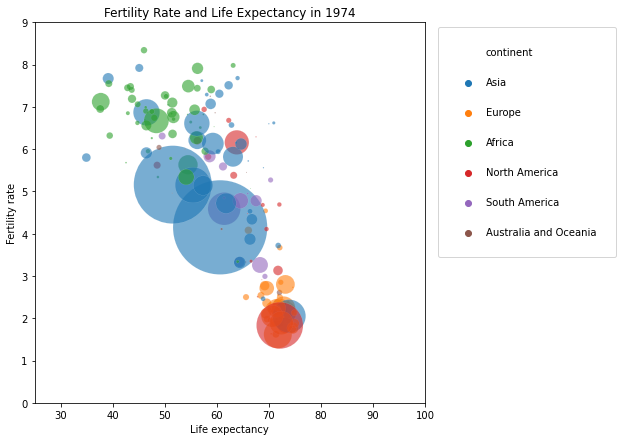 Fertility Rate and Life Expectancy in 1974
9
8
7
6
5
4
3
2
1
0
Fertility rate
30 40 50 60 70 80 90 100
Life expectancy
continent
Asia
Europe
Africa
North America
South America
Australia and Oceania